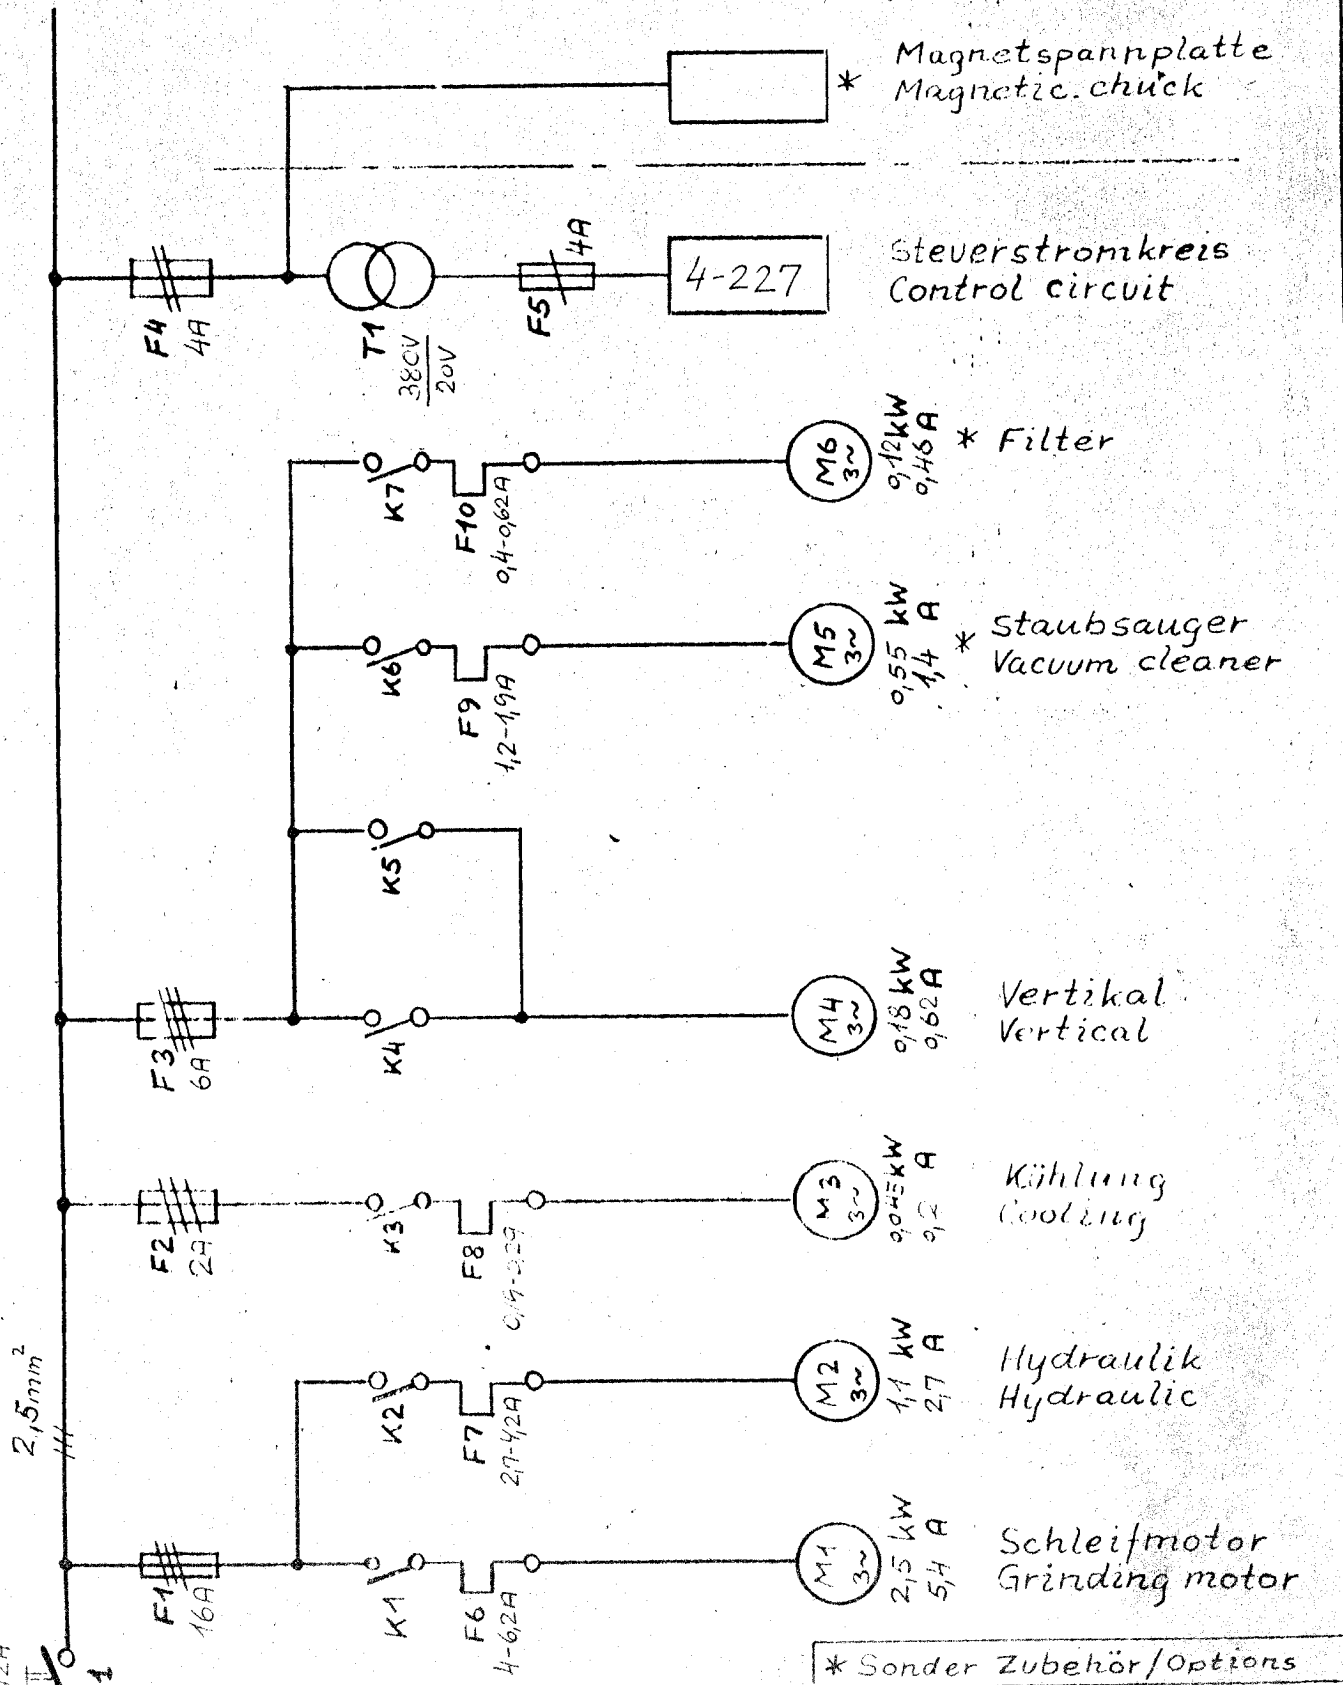 Magnetspannplatte
* Magnetic chuck
4A
Steuerstromkreis
4-227
Control circuit
F4
4A
T1
380V
20V
F5
M6
3~
0,12kW
0,46A
* Filter
K7
F10
0,4-0,62A
M5
3~
0,55 kW
1,4 A
* Staubsauger
Vacuum cleaner
K6
F9
1,2-1,9A
K5
M4
3~
0,18 kW
0,62A
Vertikal
Vertical
F3
6A
K4
M3
3~
A
Kühlung
Cooling
F2
2A
K3
F8
2,5mm²
M2
3~
1,1 kW
2,7 A
Hydraulik
Hydraulic
K2
F7
2,7-4,2A
M1
3~
2,5 kW
5,4 A
Schleifmotor
Grinding motor
F1
16A
K1
F6
4-6,2A
1
* Sonder Zubehör/Options